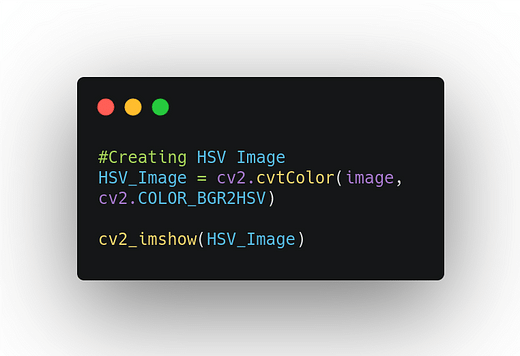 #Creating HSV Image
HSV_Image = cv2.cvtColor(image,
cv2.COLOR_BGR2HSV)
cv2_imshow(HSV_Image)